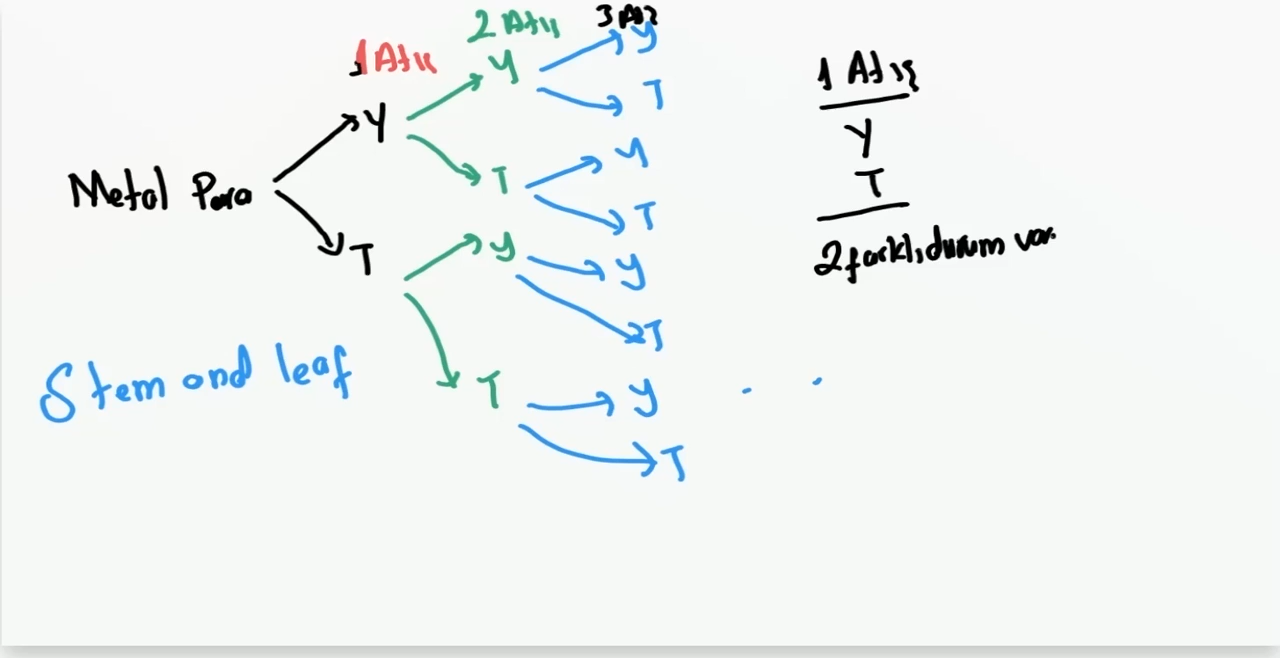 1 Atış
2 Atış
3 Atış
Metal Para
Y
T
Y
T
Y
T
Y
T
Y
T
Y
T
Y
T
Stem and leaf
1 Atış
Y
T
2 farklı durum var.